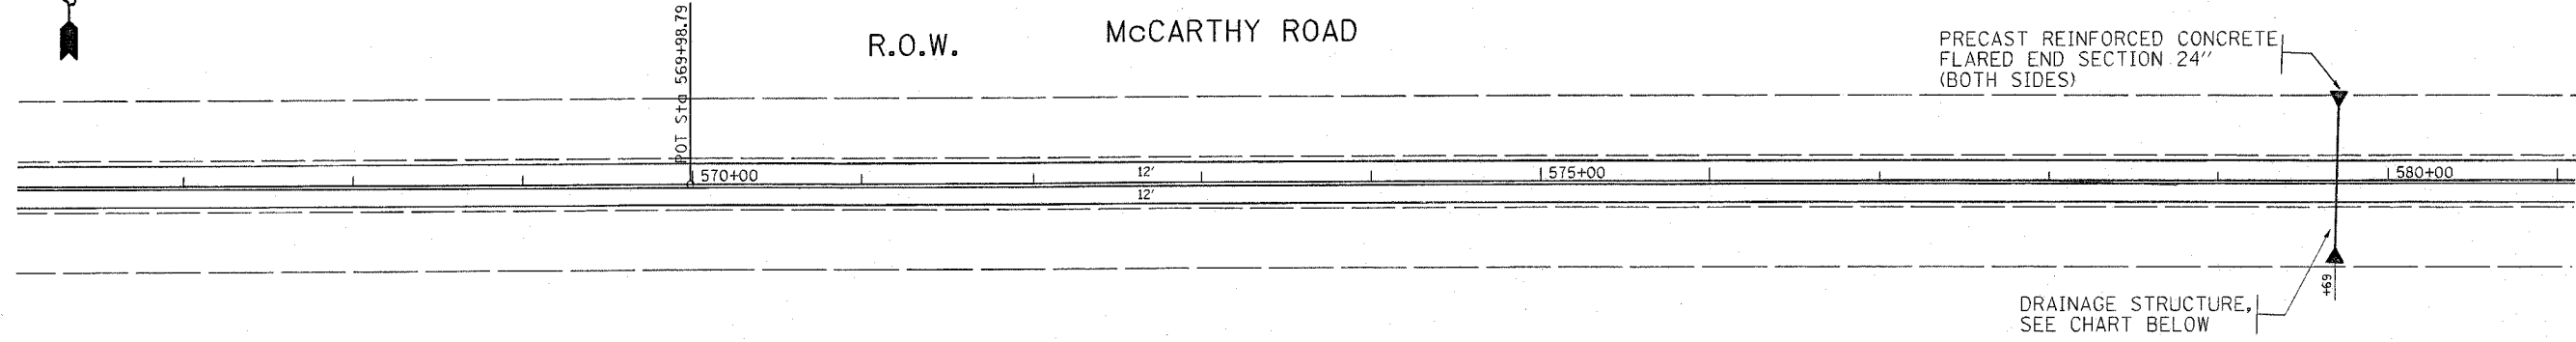 POT Sta 569+98.79
R.O.W.
McCARTHY ROAD
PRECAST REINFORCED CONCRETE
FLARED END SECTION 24"
(BOTH SIDES)
570+00
12'
575+00
580+00
12'
+69
DRAINAGE STRUCTURE,
SEE CHART BELOW